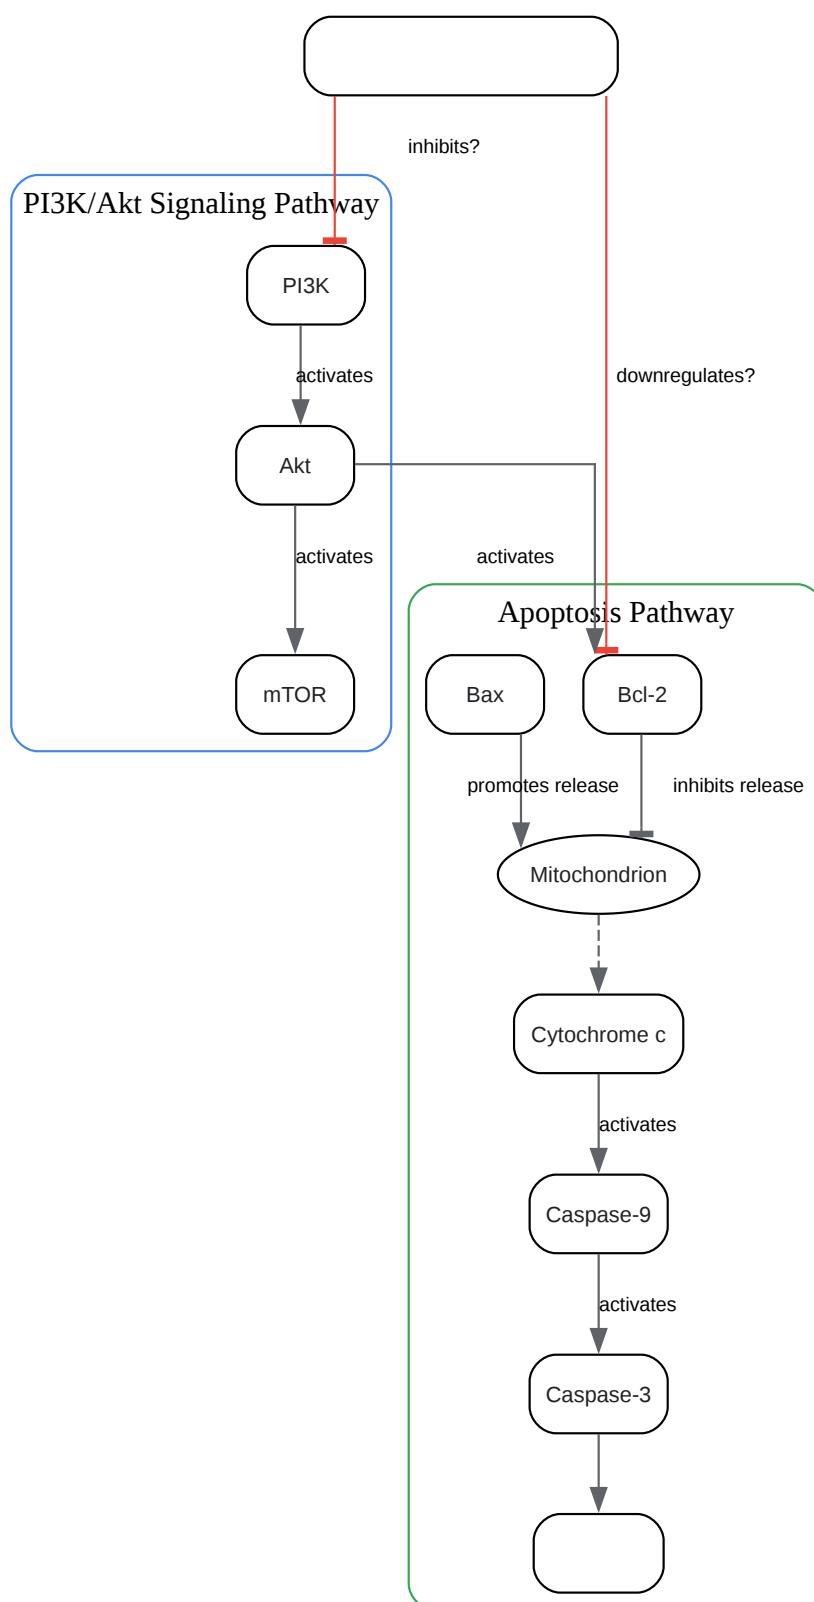 inhibits?
PI3K/Akt Signaling Pathway
PI3K
activates
downregulates?
Akt
activates
activates
Apoptosis Pathway
mTOR
Bax
Bcl-2
promotes release
inhibits release
Mitochondrion
Cytochrome c
activates
Caspase-9
activates
Caspase-3